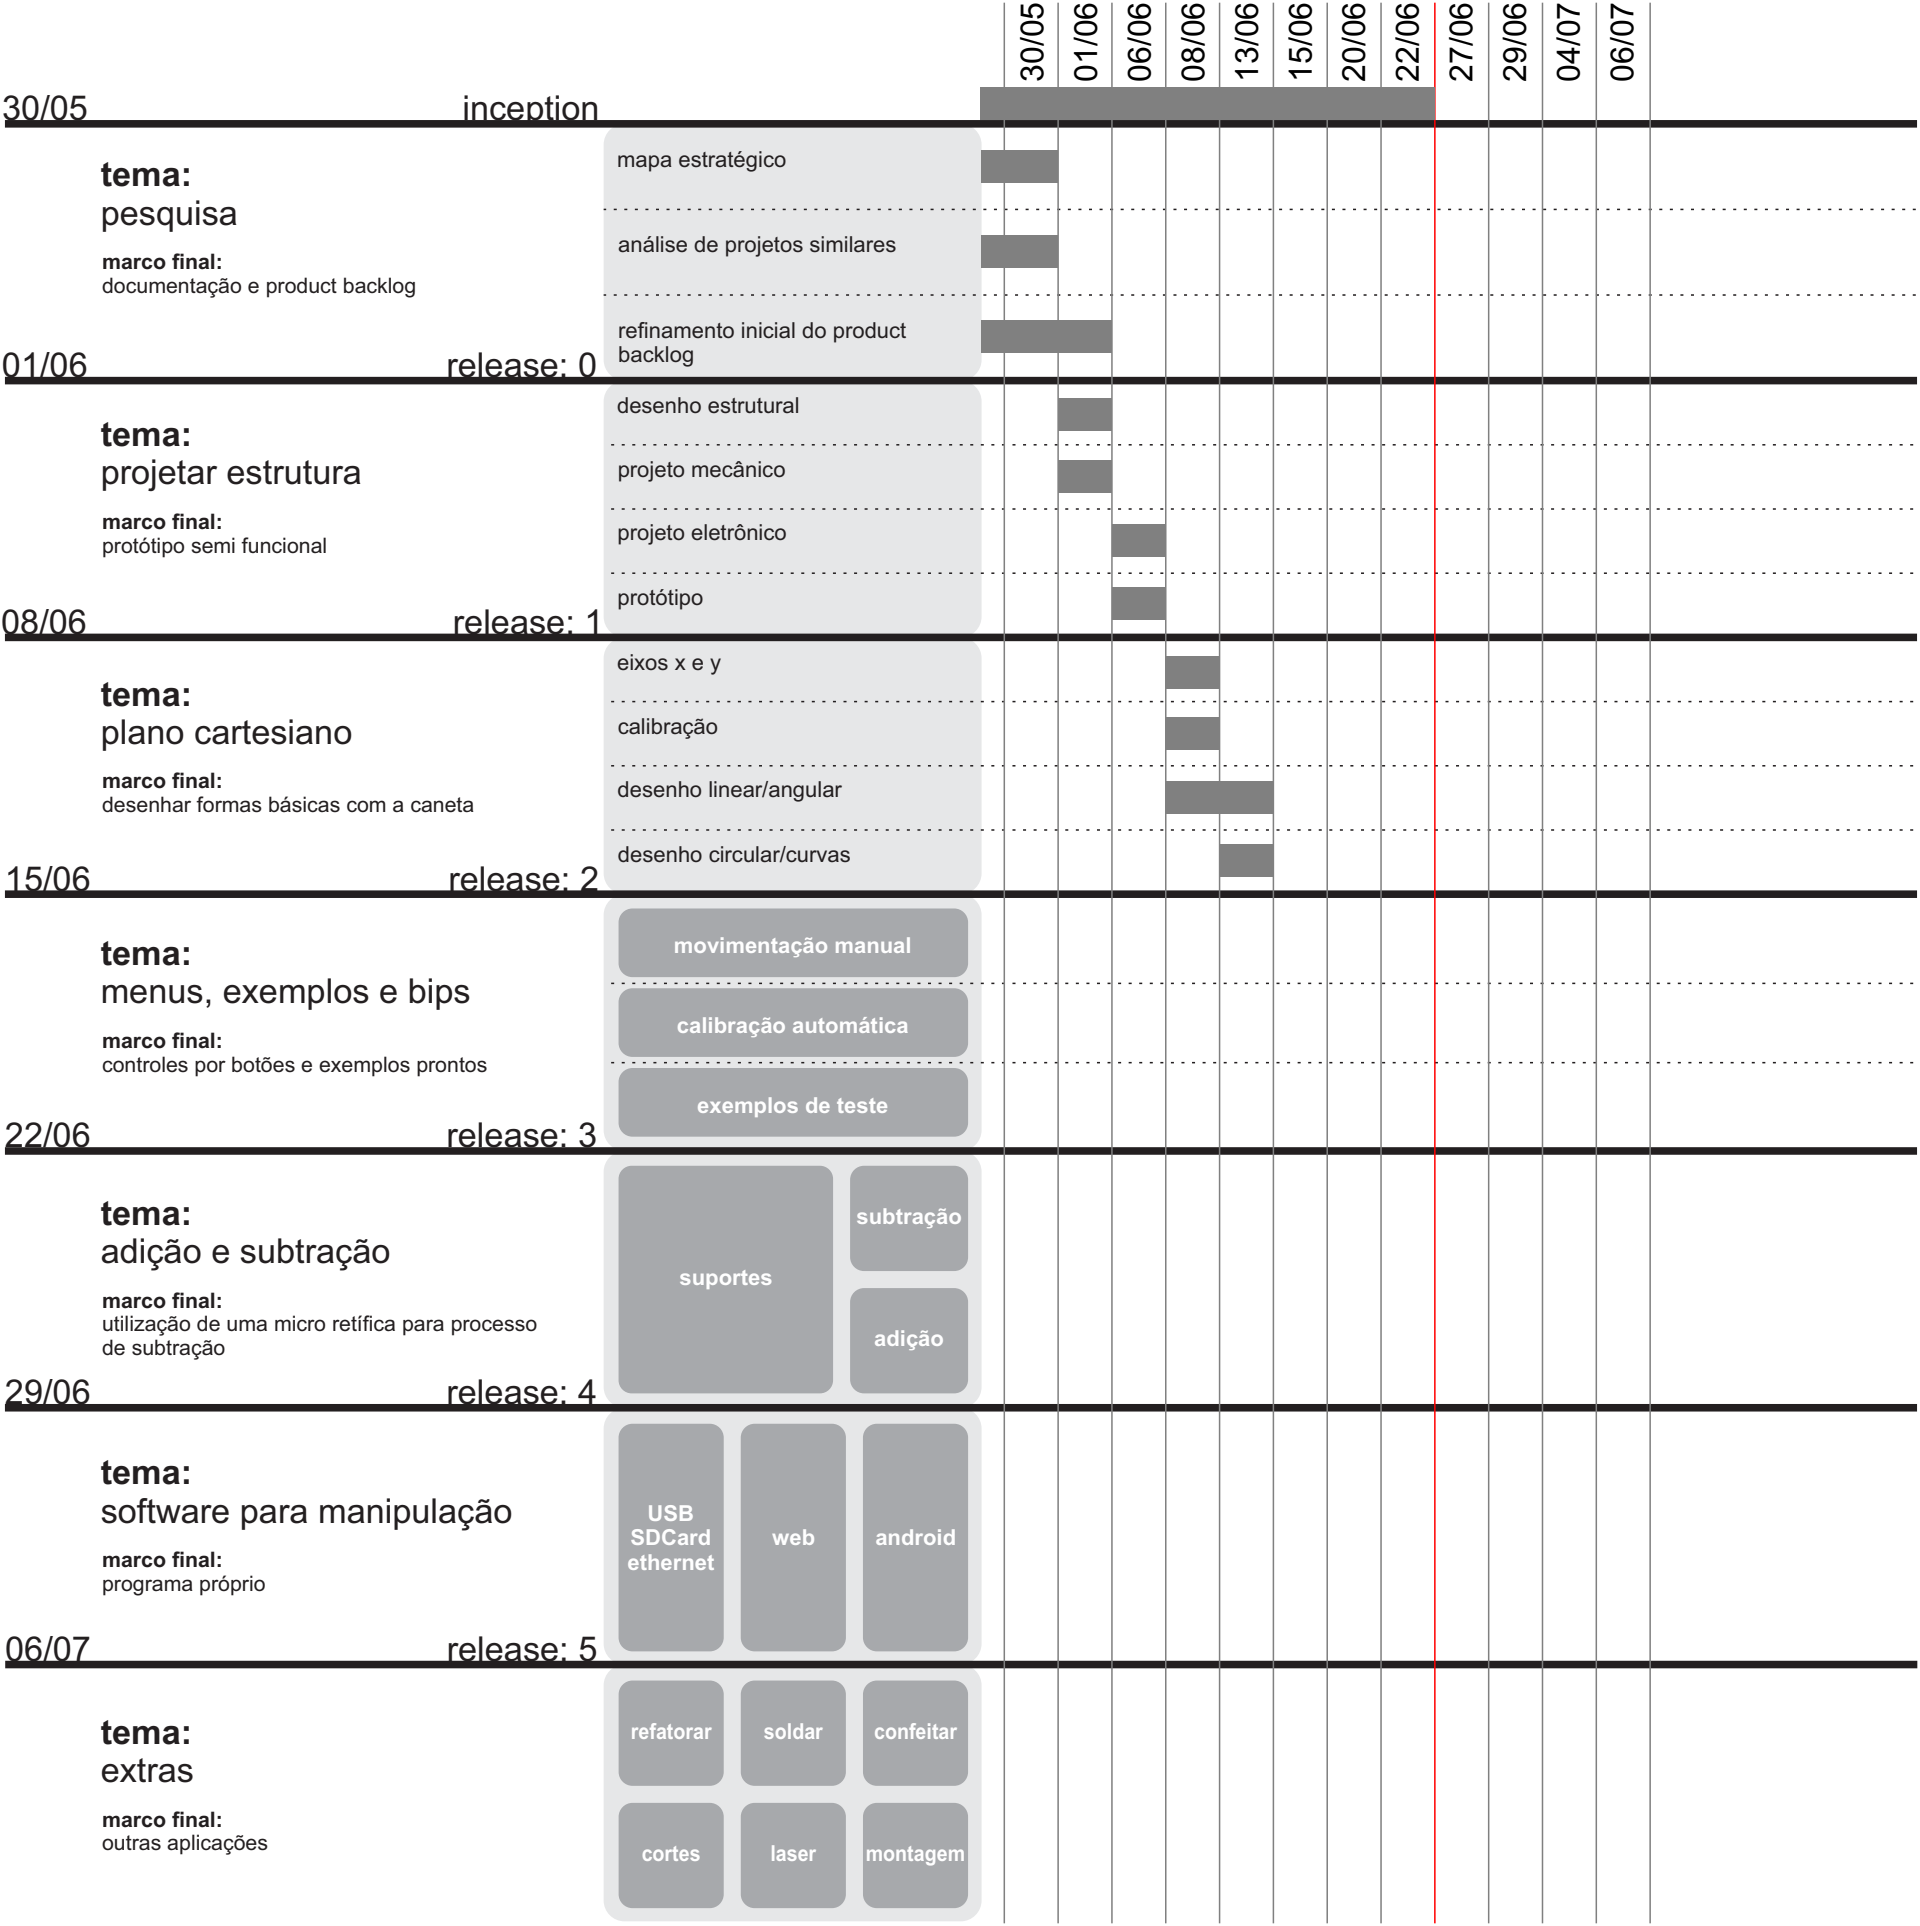 30/05
01/06
06/06
08/06
13/06
15/06
20/06
22/06
27/06
29/06
04/07
06/07
30/05 inception
tema:
pesquisa
marco final:
documentação e product backlog
mapa estratégico
análise de projetos similares
refinamento inicial do product
backlog
01/06 release: 0
tema:
projetar estrutura
marco final:
protótipo semi funcional
desenho estrutural
projeto mecânico
projeto eletrônico
protótipo
08/06 release: 1
tema:
plano cartesiano
marco final:
desenhar formas básicas com a caneta
eixos x e y
calibração
desenho linear/angular
desenho circular/curvas
15/06 release: 2
tema:
menus, exemplos e bips
marco final:
controles por botões e exemplos prontos
movimentação manual
calibração automática
exemplos de teste
22/06 release: 3
tema:
adição e subtração
marco final:
utilização de uma micro retífica para processo
de subtração
suportes
subtração
adição
29/06 release: 4
tema:
software para manipulação
marco final:
programa próprio
USB
SDCard
ethernet
web
android
06/07 release: 5
tema:
extras
marco final:
outras aplicações
refatorar
soldar
confeitar
cortes
laser
montagem